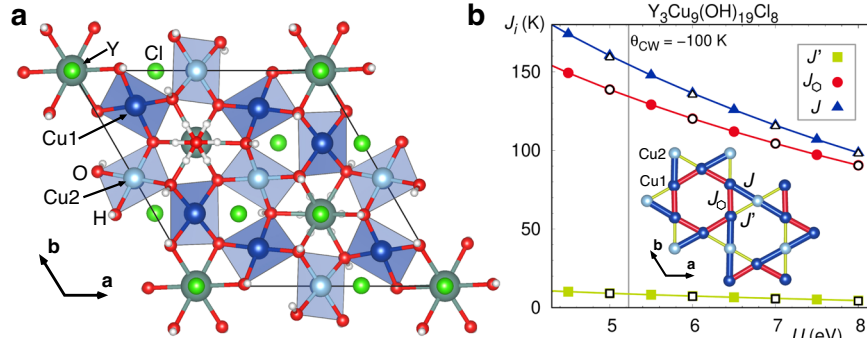 a
Y
Cl
Cu1
O
Cu2
H
b
a
b
Y₃Cu₉(OH)₁₉Cl₈
Jᵢ (K)
θCW = −100 K
J'
J⌬
J
150
100
50
0
Cu2
Cu1
J
J⌬
J'
b
a
5
6
7
8
U (eV)